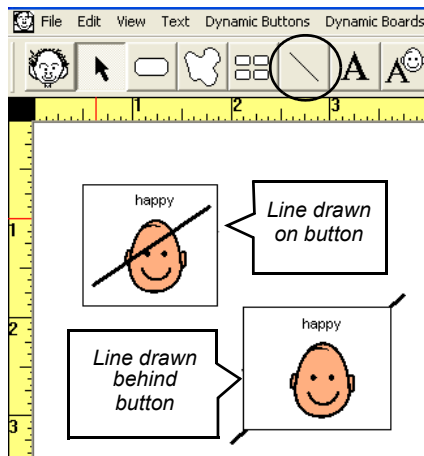 File Edit View Text Dynamic Buttons Dynamic Boards
A A
1 2 3
happy
Line drawn
on button
1
2
happy
Line drawn
behind
button
3